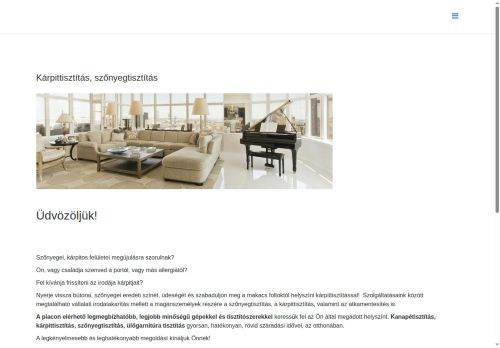 Kárpittisztítás, szőnyegtisztítás
Üdvözöljük!
Szőnyegei, kárpitos felületei megújulásra szorulnak?
Ön, vagy családja szenved a portól, vagy más allergiától?
Fel kívánja frissíteni az irodája kárpitjait?
Nyerje vissza bútorai, szőnyegei eredeti színét, üdeségét és szabaduljon meg a makacs foltoktól helyszíni kárpittisztítással!  Szolgáltatásaink között
megtalálható vállalati irodatakarítás mellett a magánszemélyek részére a szőnyegtisztítás, a kárpittisztítás, valamint az atkamentesítés is.
A piacon elérhető legmegbízhatóbb, legjobb minőségű gépekkel és tisztítószerekkel keressük fel az Ön által megadott helyszínt. Kanapétisztítás,
kárpittisztítás, szőnyegtisztítás, ülőgarnitúra tisztítás gyorsan, hatékonyan, rövid száradási idővel, az otthonában.
A legkényelmesebb és leghatékonyabb megoldást kínáljuk Önnek!